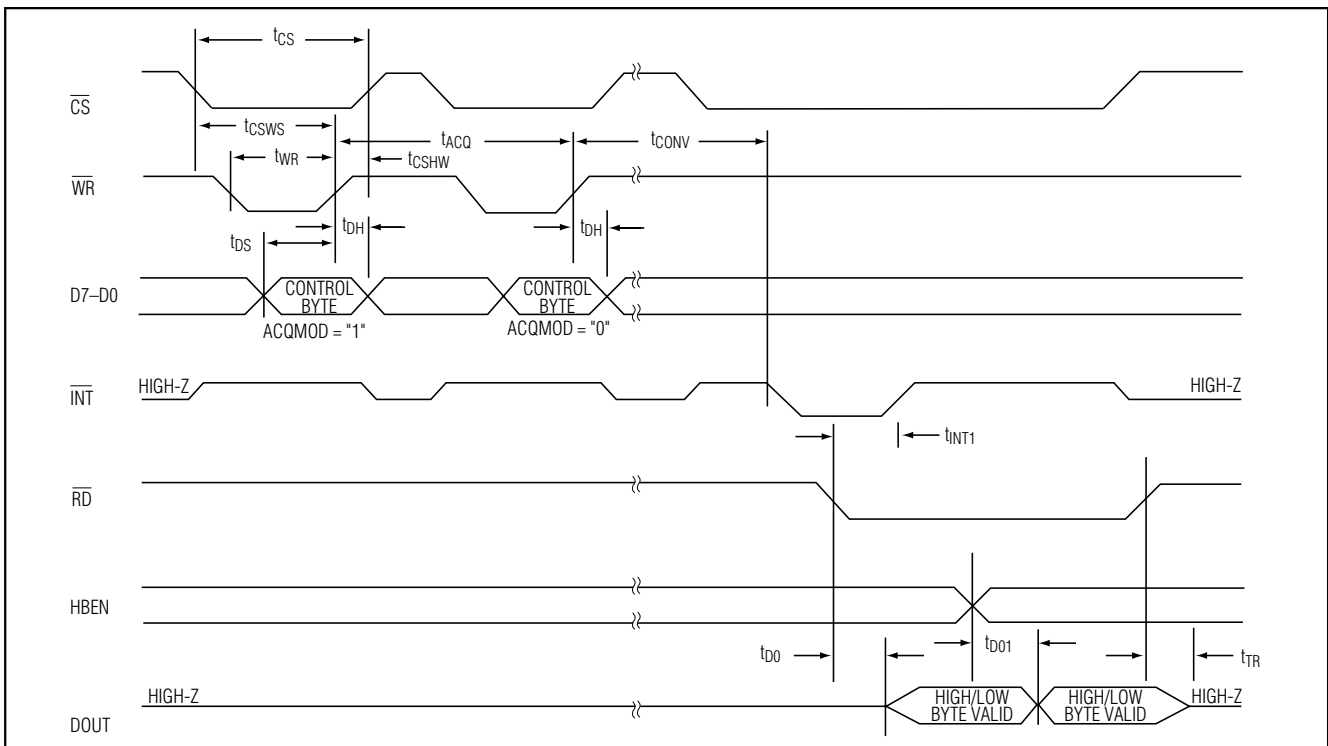 tCS
CS
tCSWS
tACQ
tCONV
tWR
tCSHW
WR
tDH
tDH
tDS
D7–D0
CONTROL
BYTE
CONTROL
BYTE
ACQMOD = "1"
ACQMOD = "0"
HIGH-Z
HIGH-Z
INT
tINT1
RD
HBEN
tD0
tD01
tTR
HIGH-Z
HIGH/LOW
BYTE VALID
HIGH/LOW
BYTE VALID
HIGH-Z
DOUT